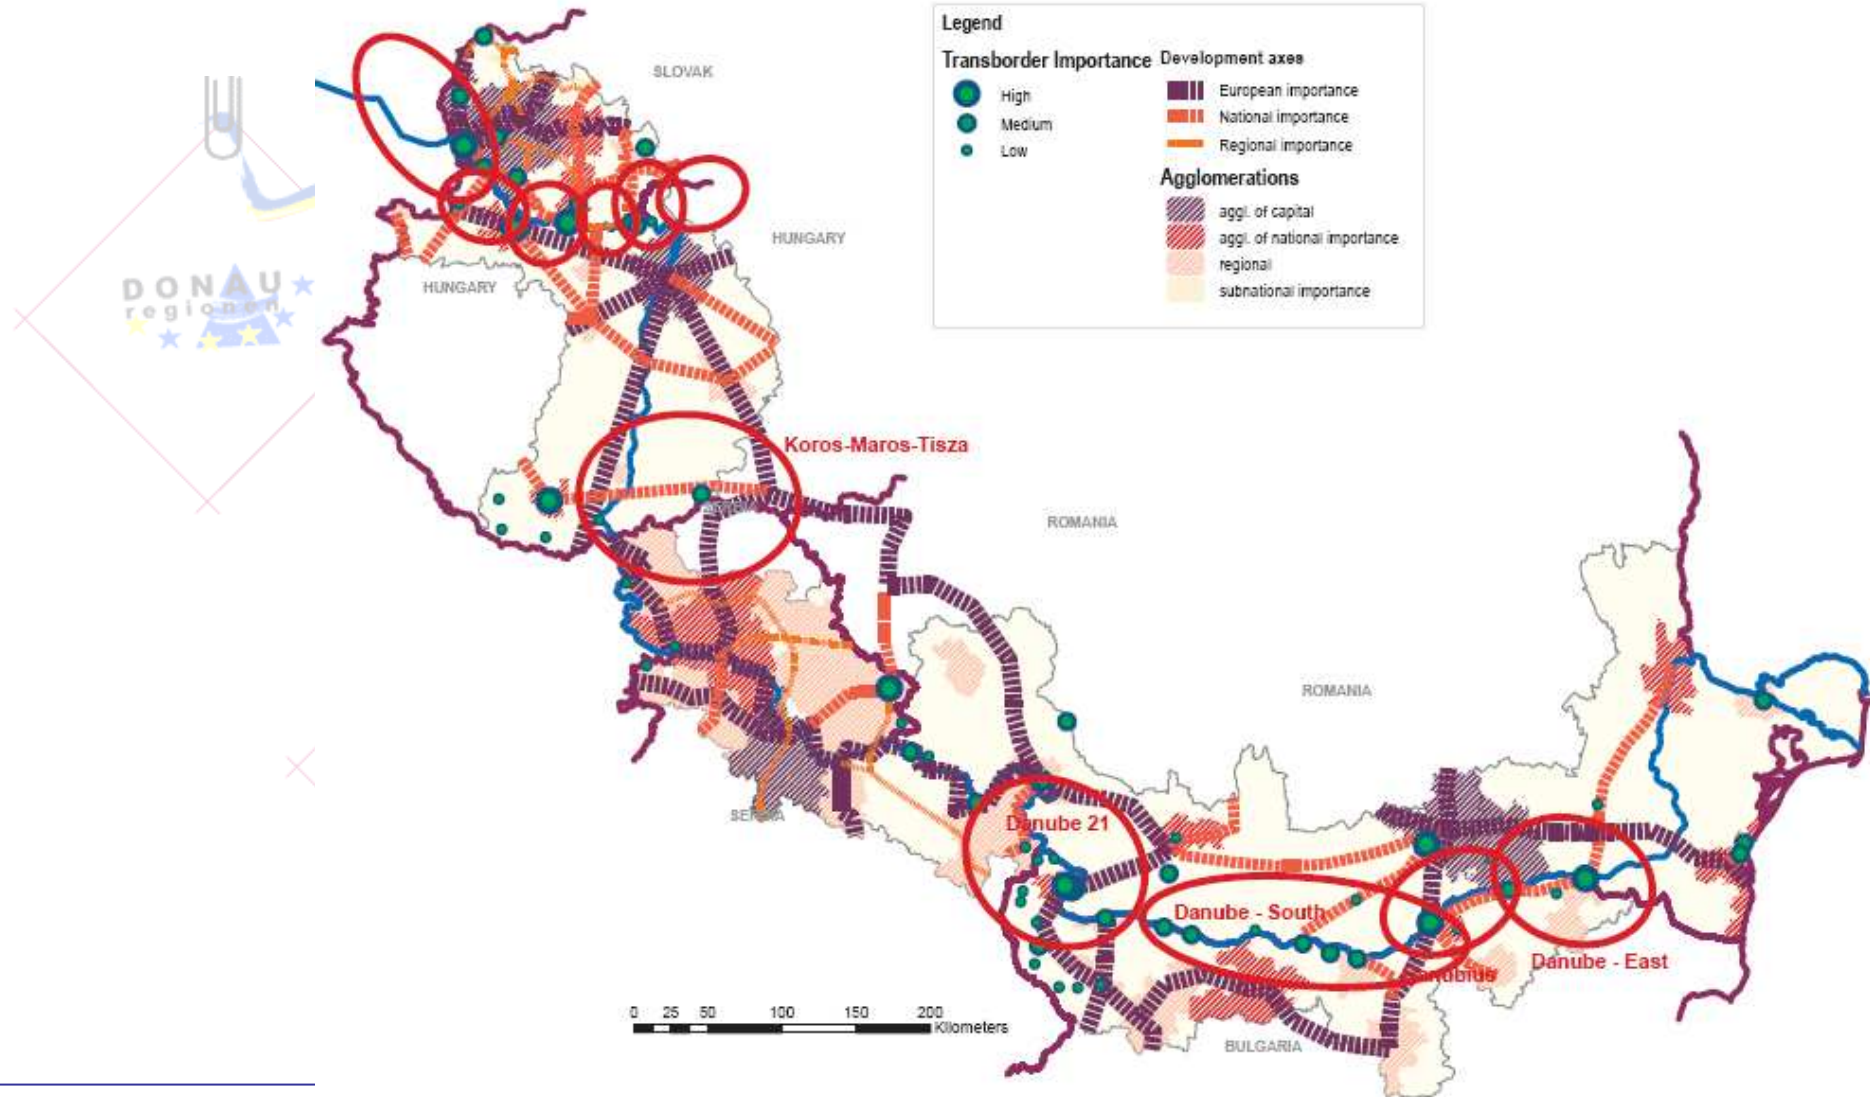 DONAU
regionen
SLOVAK
HUNGARY
HUNGARY
Koros-Maros-Tisza
ROMANIA
ROMANIA
Danube 21
Danube - South
Danube - East
BULGARIA
0 25 50 100 150 200
Kilometers
Legend
Transborder Importance
High
Medium
Low
Development axes
European importance
National importance
Regional importance
Agglomerations
aggl. of capital
aggl. of national importance
regional
subnational importance